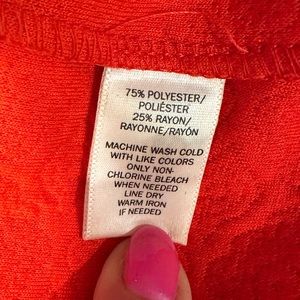 75% POLYESTER/
POLIÉSTER
25% RAYON/
RAYONNE/RAYÓN
MACHINE WASH COLD
WITH LIKE COLORS
ONLY NON-
CHLORINE BLEACH
WHEN NEEDED
LINE DRY
WARM IRON
IF NEEDED